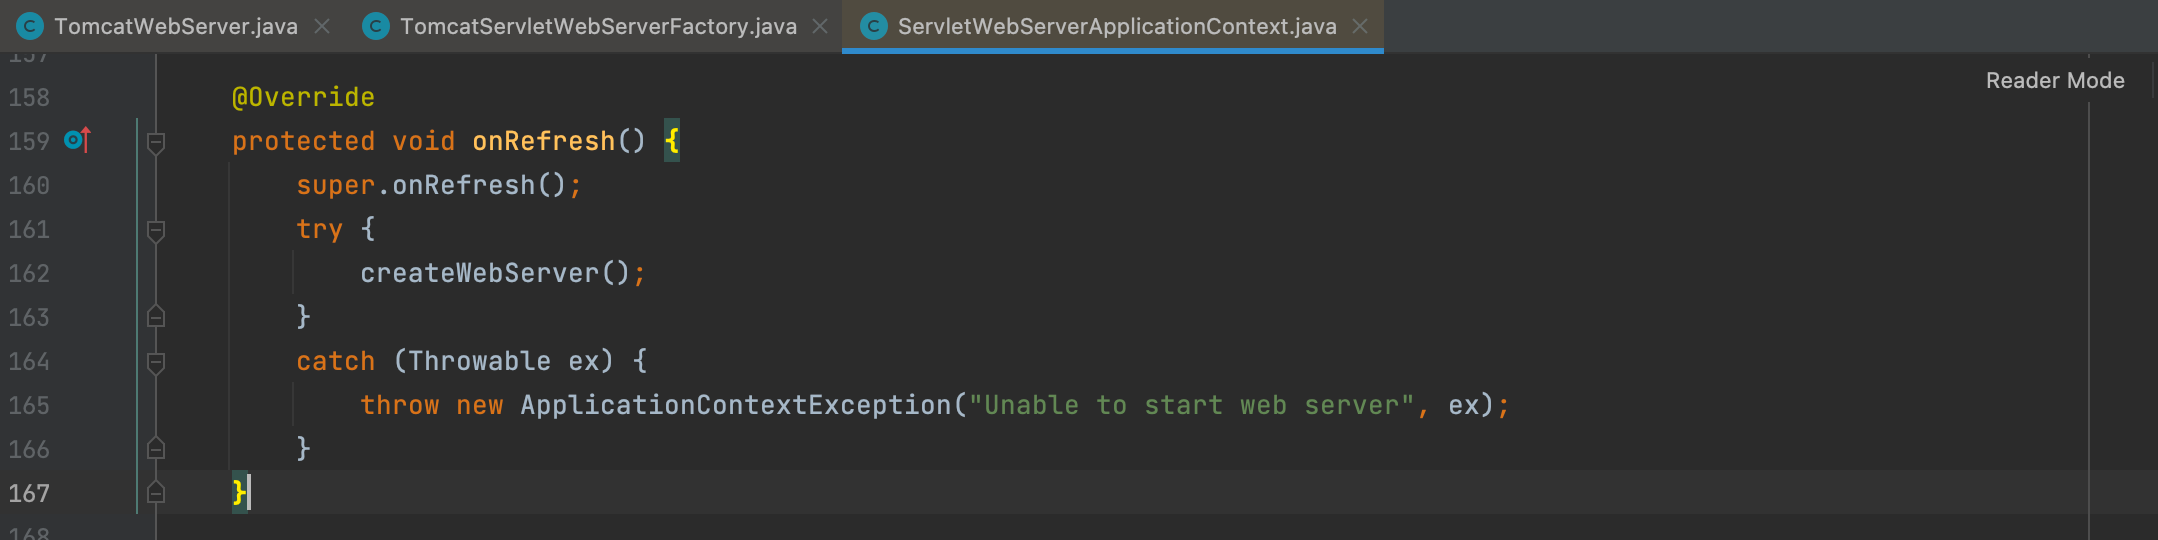 TomcatWebServer.java TomcatServletWebServerFactory.java ServletWebServerApplicationContext.java
157
Reader Mode
158 @Override
159 protected void onRefresh() {
160 super.onRefresh();
161 try {
162 createWebServer();
163 }
164 catch (Throwable ex) {
165 throw new ApplicationContextException("Unable to start web server", ex);
166 }
167 }
168